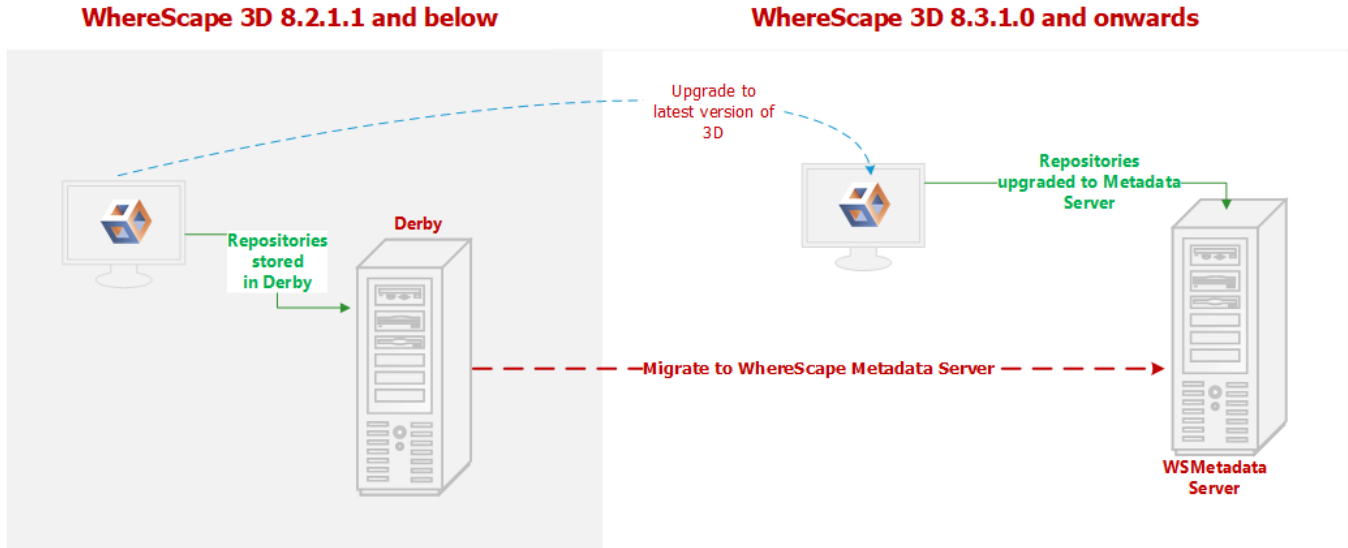 WhereScape 3D 8.2.1.1 and below
WhereScape 3D 8.3.1.0 and onwards
Upgrade to
latest version of
3D
Repositories
upgraded to Metadata
Server
Derby
Repositories
stored
in Derby
Migrate to WhereScape Metadata Server
WSMetadata
Server